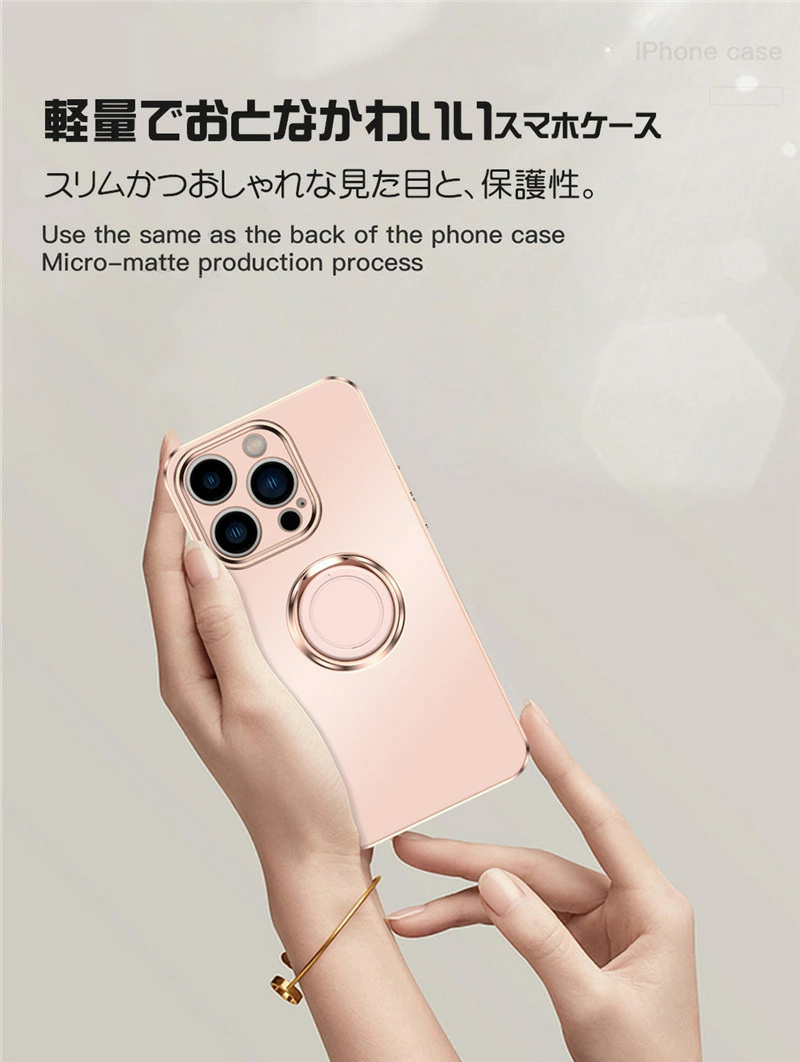 iPhone case
軽量でおとなかわいいスマホケース
スリムかつおしゃれな見た目と、保護性。
Use the same as the back of the phone case
Micro-matte production process